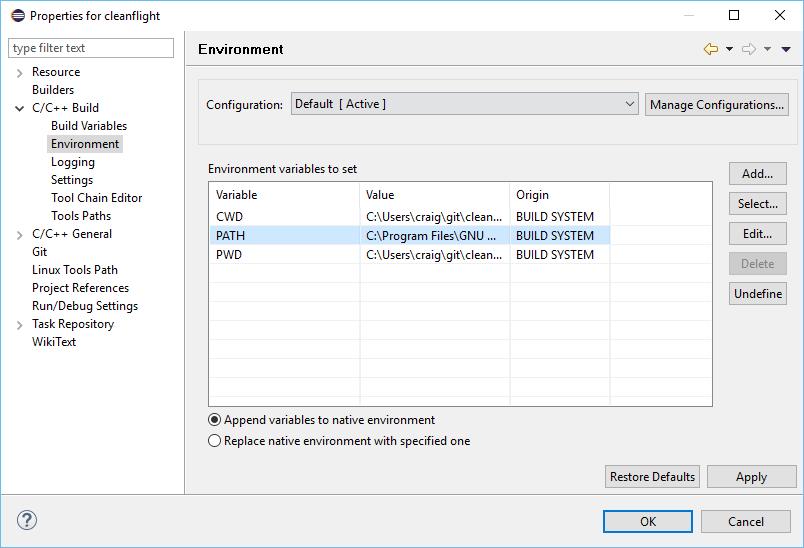 Properties for cleanflight
type filter text
Resource
Builders
C/C++ Build
Build Variables
Environment
Logging
Settings
Tool Chain Editor
Tools Paths
C/C++ General
Git
Linux Tools Path
Project References
Run/Debug Settings
Task Repository
WikiText
Environment
Configuration: Default [ Active ] Manage Configurations...
Environment variables to set
Variable Value Origin
CWD C:\Users\craig\git\clean... BUILD SYSTEM
PATH C:\Program Files\GNU ... BUILD SYSTEM
PWD C:\Users\craig\git\clean... BUILD SYSTEM
Add...
Select...
Edit...
Delete
Undefine
Append variables to native environment
Replace native environment with specified one
Restore Defaults Apply
? OK Cancel